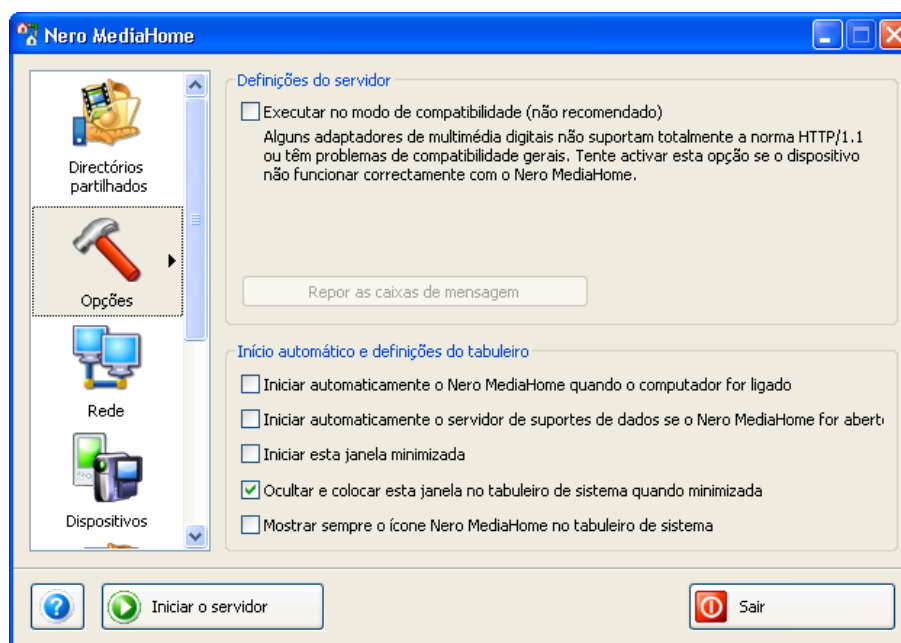 Nero MediaHome
Directórios
partilhados
Opções
Rede
Dispositivos
Definições do servidor
Executar no modo de compatibilidade (não recomendado)
Alguns adaptadores de multimédia digitais não suportam totalmente a norma HTTP/1.1
ou têm problemas de compatibilidade gerais. Tente activar esta opção se o dispositivo
não funcionar correctamente com o Nero MediaHome.
Repor as caixas de mensagem
Início automático e definições do tabuleiro
Iniciar automaticamente o Nero MediaHome quando o computador for ligado
Iniciar automaticamente o servidor de suportes de dados se o Nero MediaHome for abert
Iniciar esta janela minimizada
Ocultar e colocar esta janela no tabuleiro de sistema quando minimizada
Mostrar sempre o ícone Nero MediaHome no tabuleiro de sistema
Iniciar o servidor
Sair